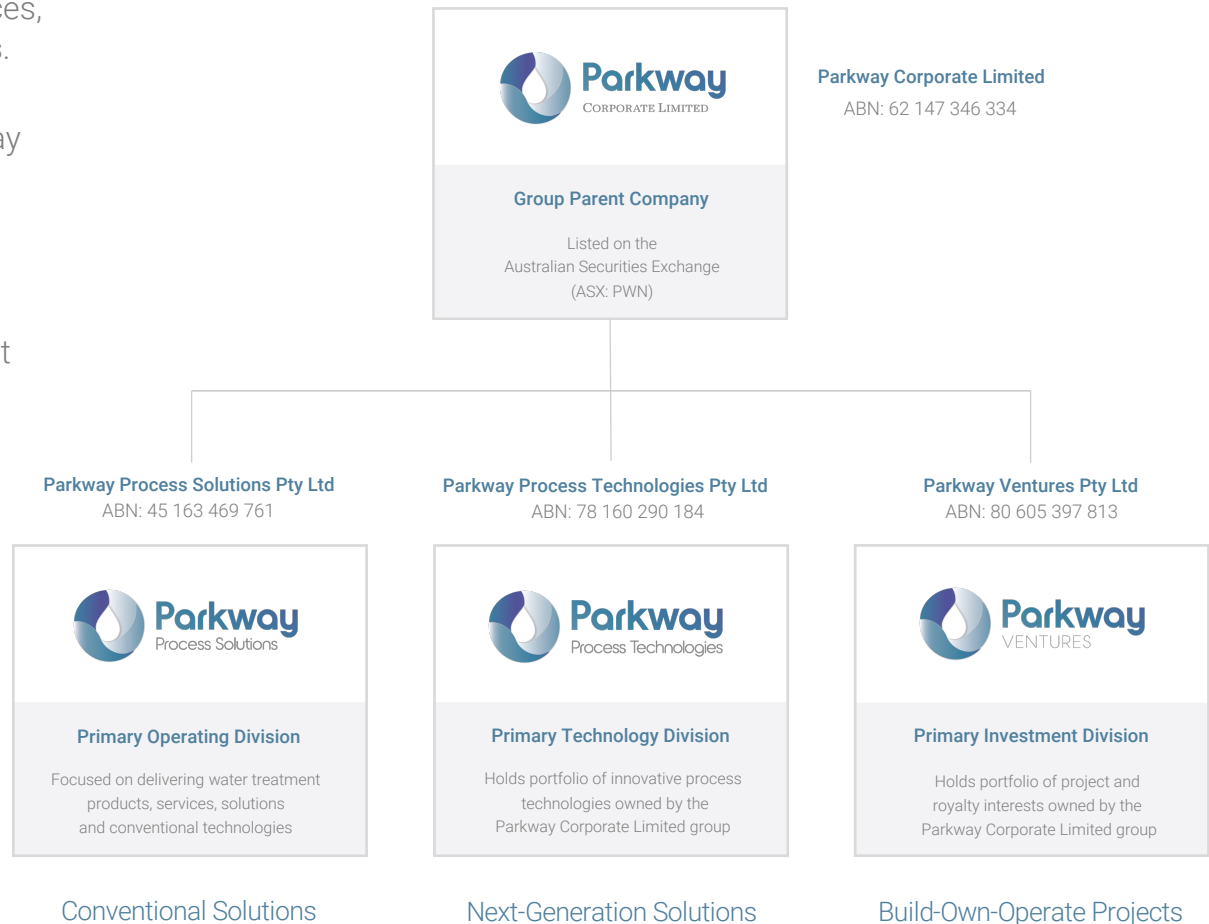 ces,
s.
ay
t
Parkway
CORPORATE LIMITED
Parkway Corporate Limited
ABN: 62 147 346 334
Group Parent Company
Listed on the
Australian Securities Exchange
(ASX: PWN)
Parkway Process Solutions Pty Ltd
ABN: 45 163 469 761
Parkway
Process Solutions
Primary Operating Division
Focused on delivering water treatment
products, services, solutions
and conventional technologies
Conventional Solutions
Parkway Process Technologies Pty Ltd
ABN: 78 160 290 184
Parkway
Process Technologies
Primary Technology Division
Holds portfolio of innovative process
technologies owned by the
Parkway Corporate Limited group
Next-Generation Solutions
Parkway Ventures Pty Ltd
ABN: 80 605 397 813
Parkway
VENTURES
Primary Investment Division
Holds portfolio of project and
royalty interests owned by the
Parkway Corporate Limited group
Build-Own-Operate Projects